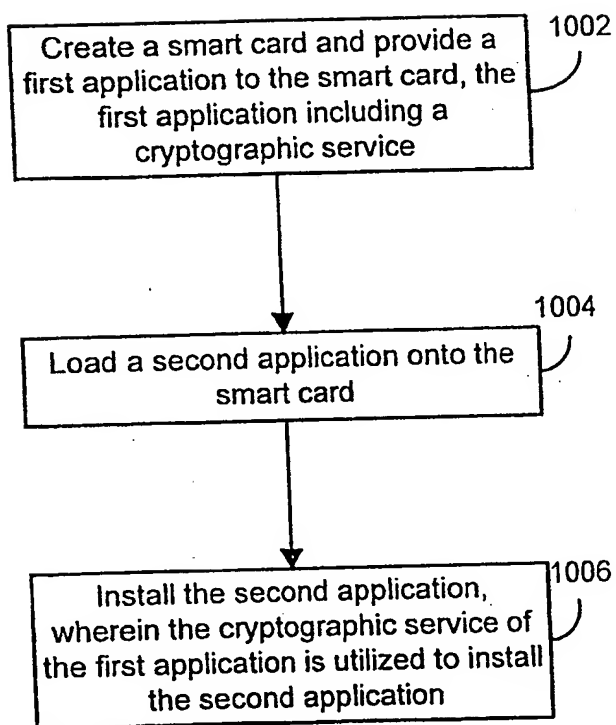 Create a smart card and provide a
first application to the smart card, the
first application including a
cryptographic service
1002
Load a second application onto the
smart card
1004
Install the second application,
wherein the cryptographic service of
the first application is utilized to install
the second application
1006